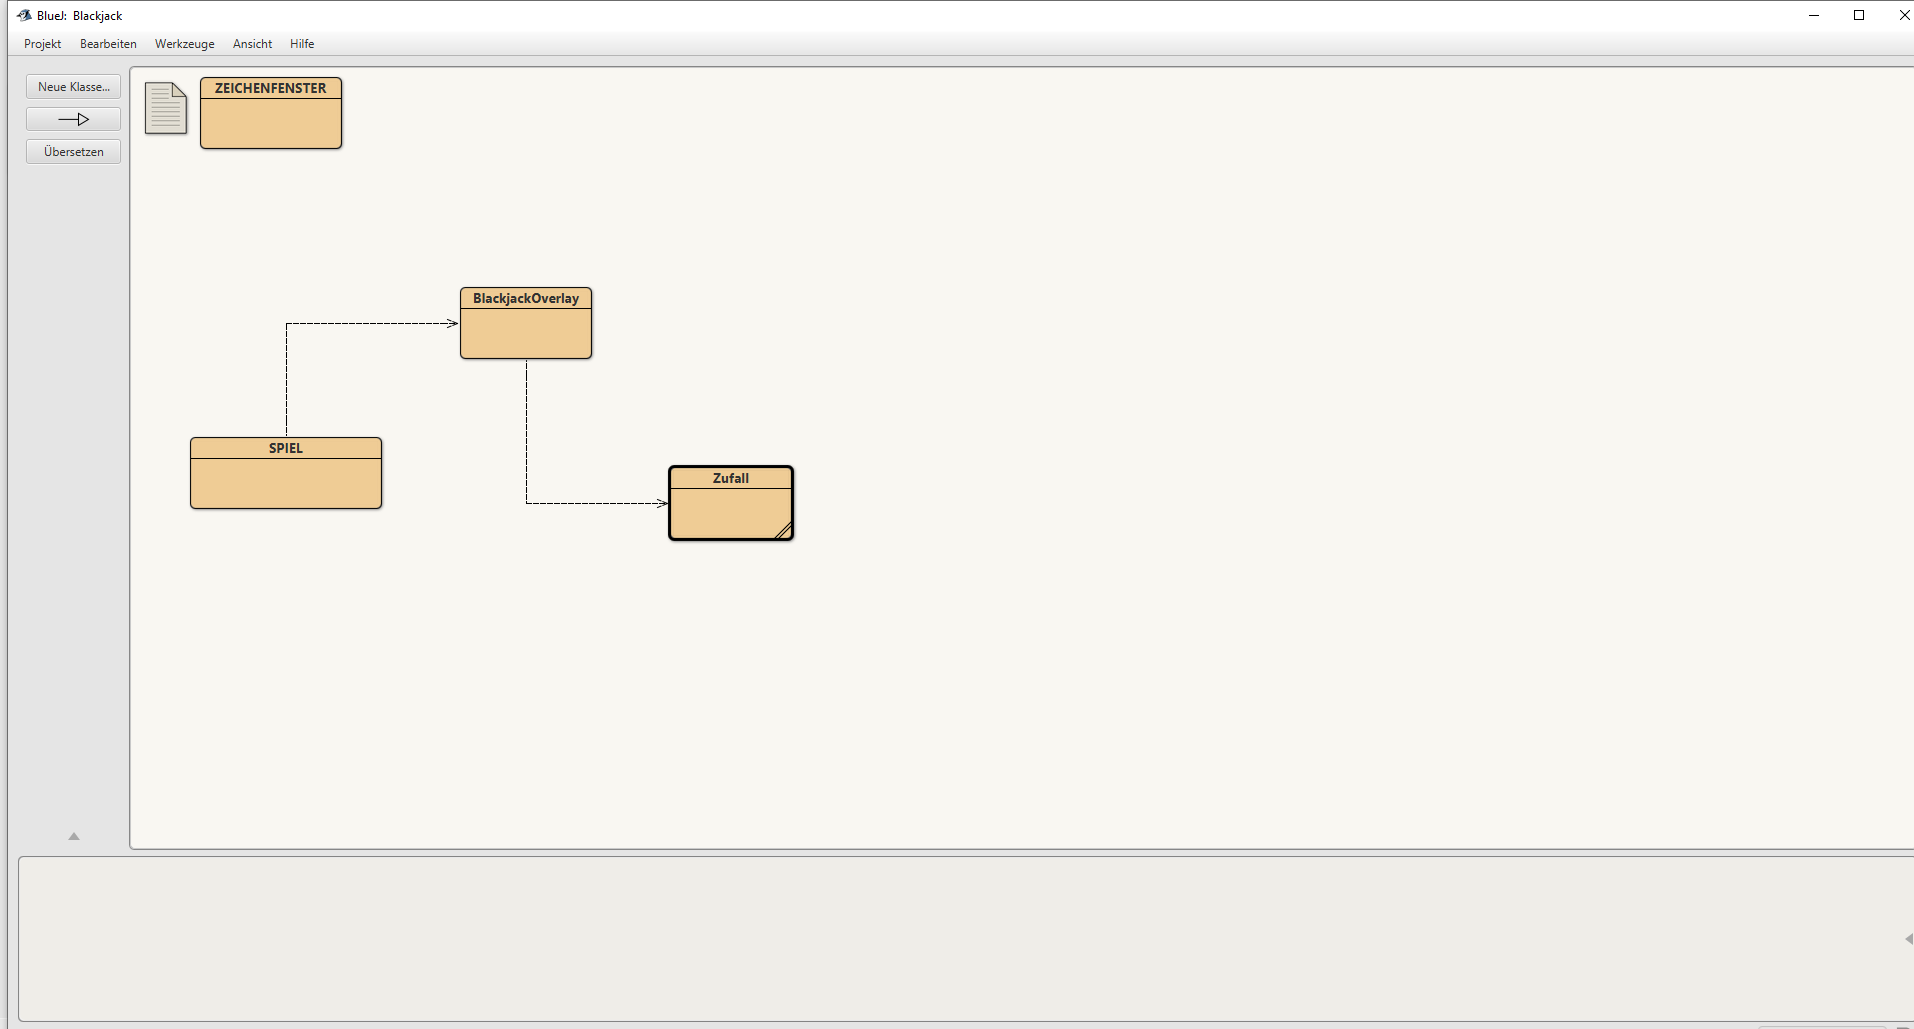 BlueJ: Blackjack
Projekt Bearbeiten Werkzeuge Ansicht Hilfe
Neue Klasse...
Übersetzen
ZEICHENFENSTER
BlackjackOverlay
SPIEL
Zufall